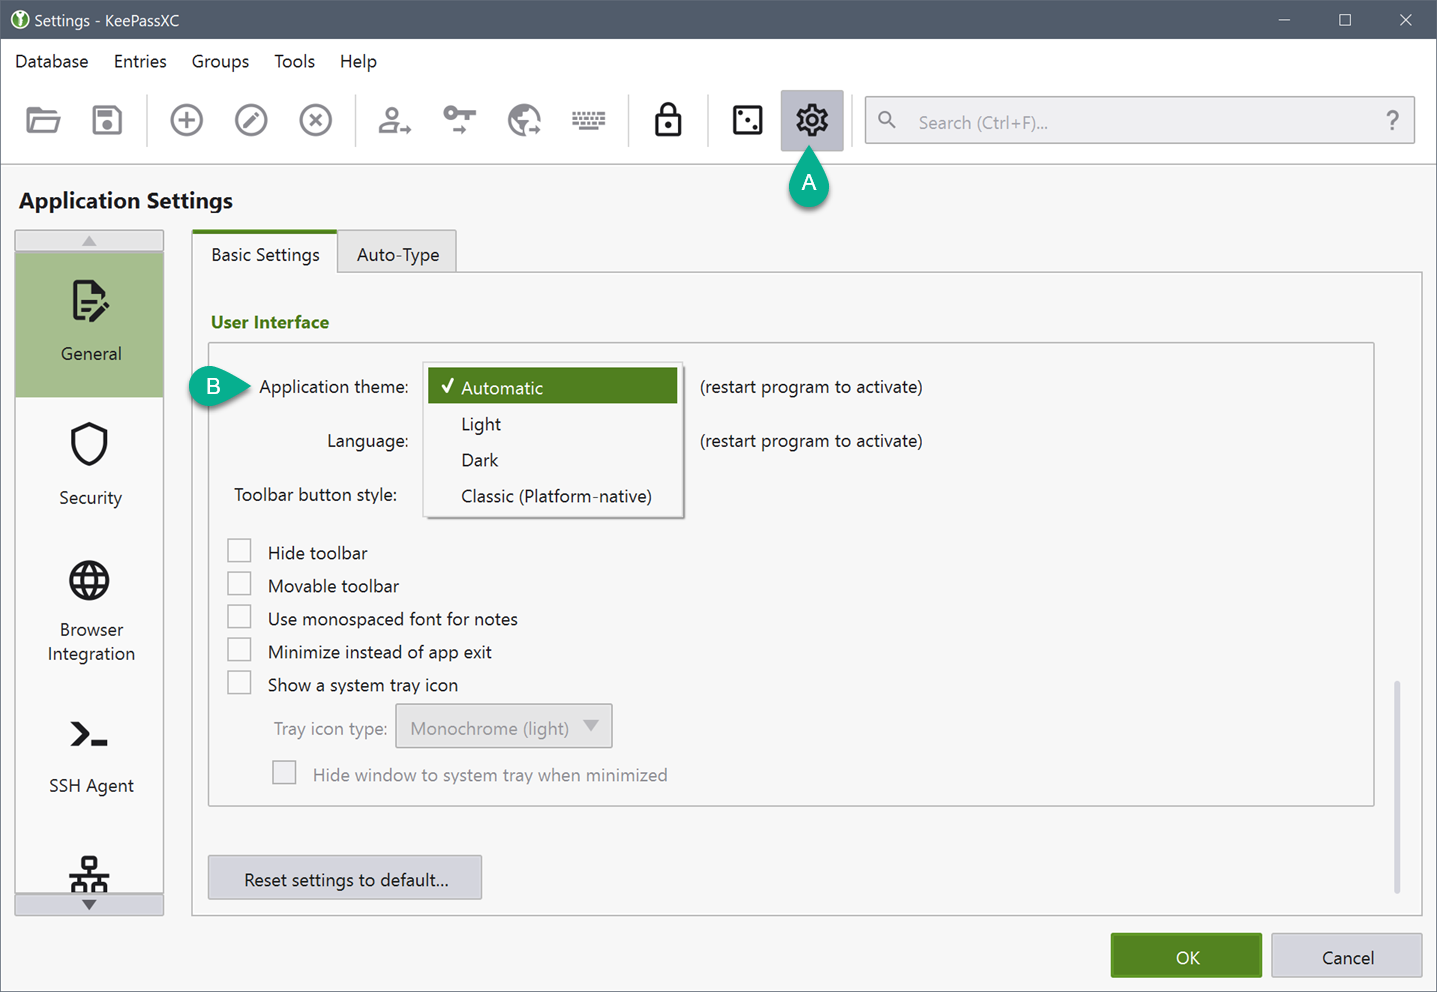 Settings - KeePassXC
Database Entries Groups Tools Help
Search (Ctrl+F)... ?
A
Application Settings
Basic Settings Auto-Type
General
Security
Browser
Integration
SSH Agent
User Interface
B Application theme: ✓ Automatic (restart program to activate)
Light
Language: (restart program to activate)
Dark
Toolbar button style: Classic (Platform-native)
Hide toolbar
Movable toolbar
Use monospaced font for notes
Minimize instead of app exit
Show a system tray icon
Tray icon type: Monochrome (light)
Hide window to system tray when minimized
Reset settings to default...
OK Cancel